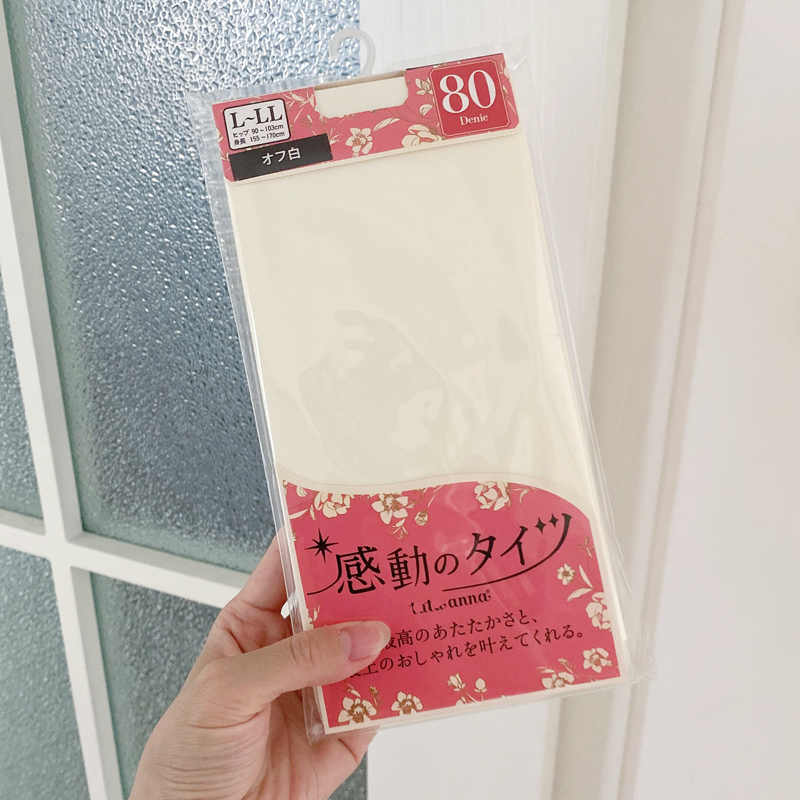 L~LL
ヒップ 90~103cm
身長 155~170cm
オフ白
80
Denie
感動のタイツ
anna®
高のあたたかさと、
上のおしゃれを叶えてくれる。